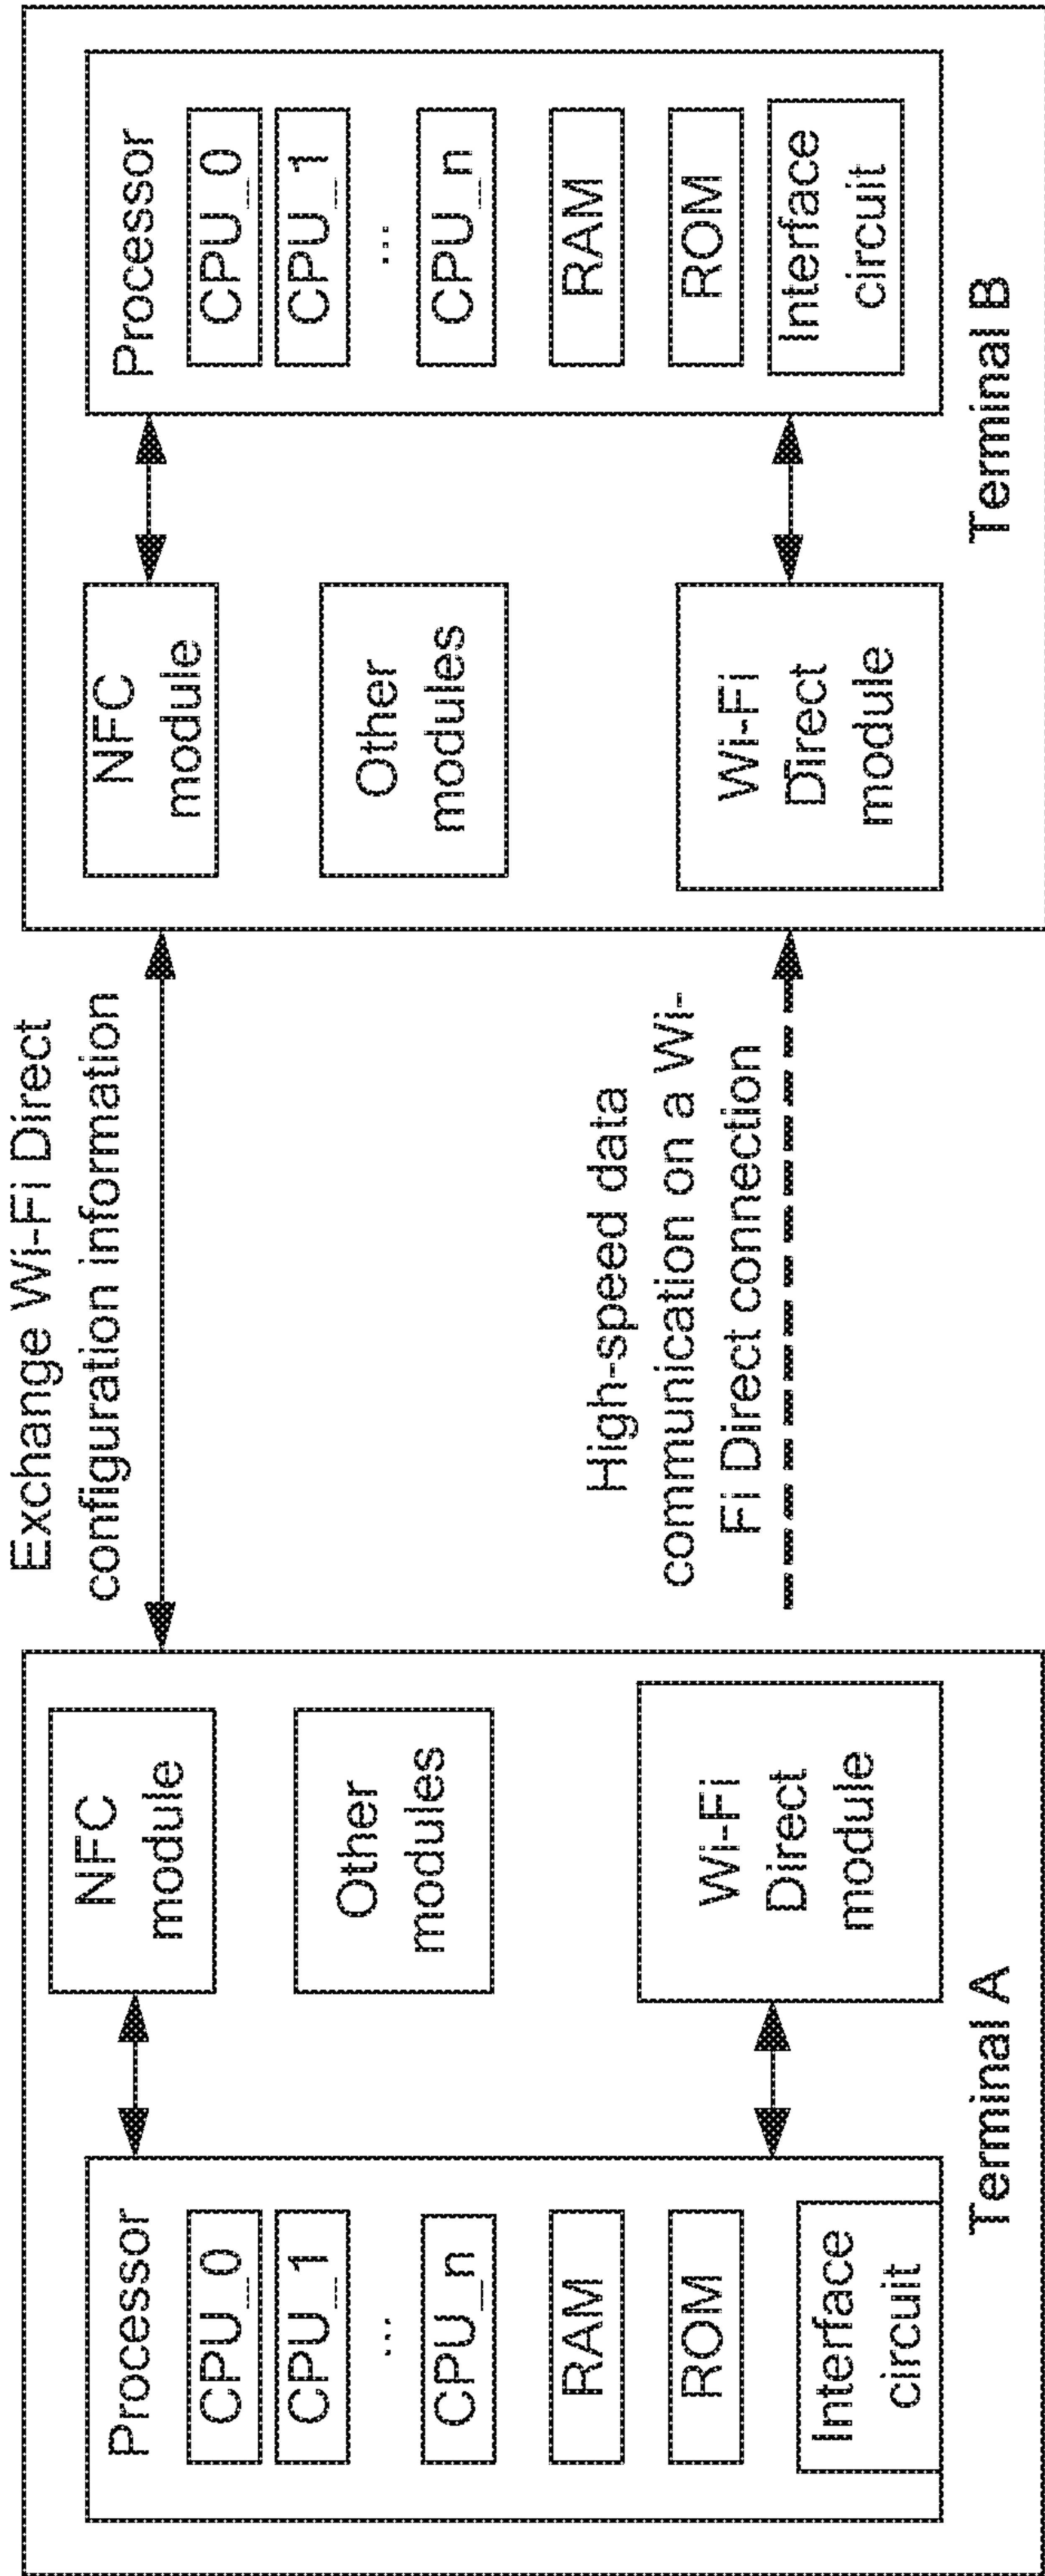 Processor
CPU_0
CPU_1
...
CPU_n
RAM
ROM
Interface
circuit
NFC
module
Other
modules
Wi-Fi
Direct
module
Terminal A
Exchange Wi-Fi Direct
configuration information
High-speed data
communication on a Wi-
Fi Direct connection
NFC
module
Other
modules
Wi-Fi
Direct
module
Processor
CPU_0
CPU_1
...
CPU_n
RAM
ROM
Interface
circuit
Terminal B